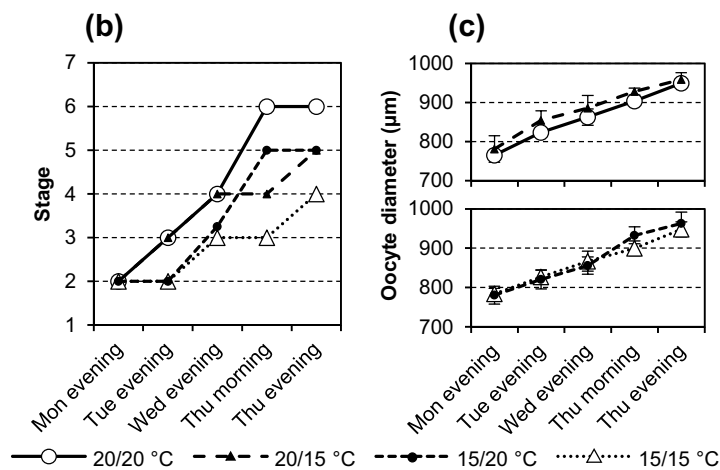 (b)
(c)
7
6
5
4
3
2
1
Stage
Mon evening
Tue evening
Wed evening
Thu morning
Thu evening
1000
900
800
700
1000
900
800
700
Oocyte diameter (µm)
Mon evening
Tue evening
Wed evening
Thu morning
Thu evening
20/20 °C
20/15 °C
15/20 °C
15/15 °C